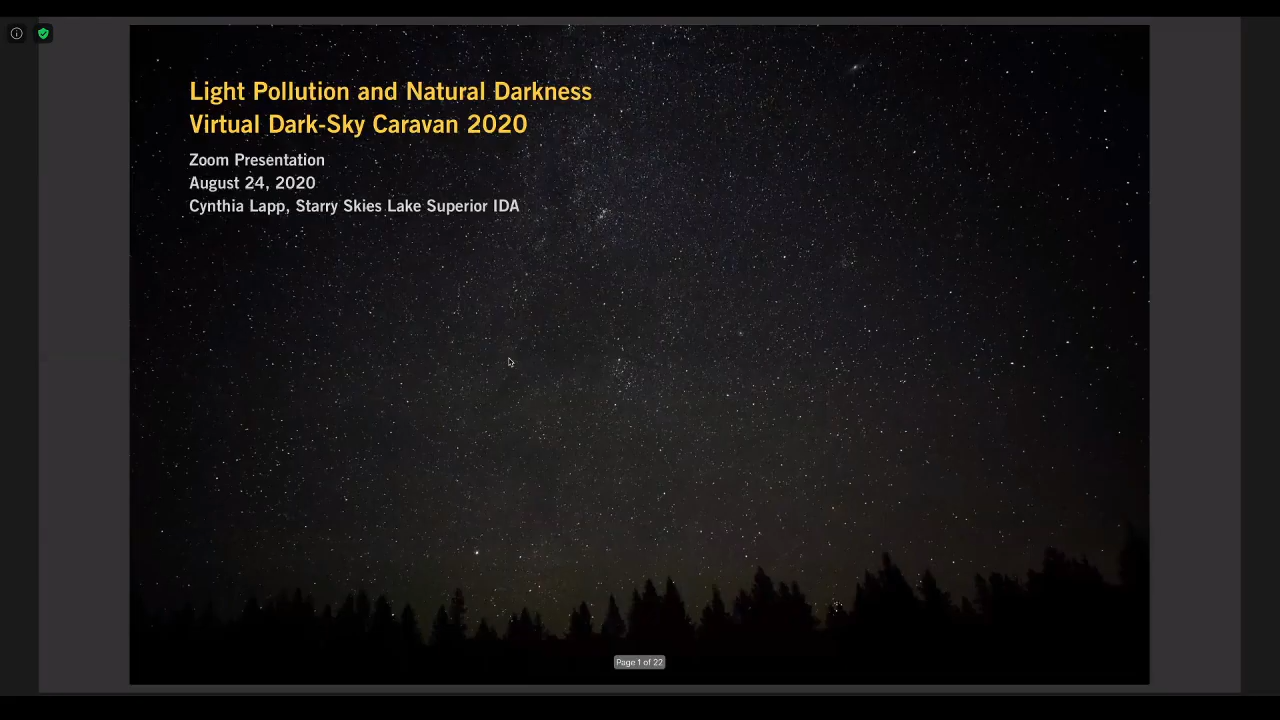 Light Pollution and Natural Darkness
Virtual Dark-Sky Caravan 2020
Zoom Presentation
August 24, 2020
Cynthia Lapp, Starry Skies Lake Superior IDA
Page 1 of 22